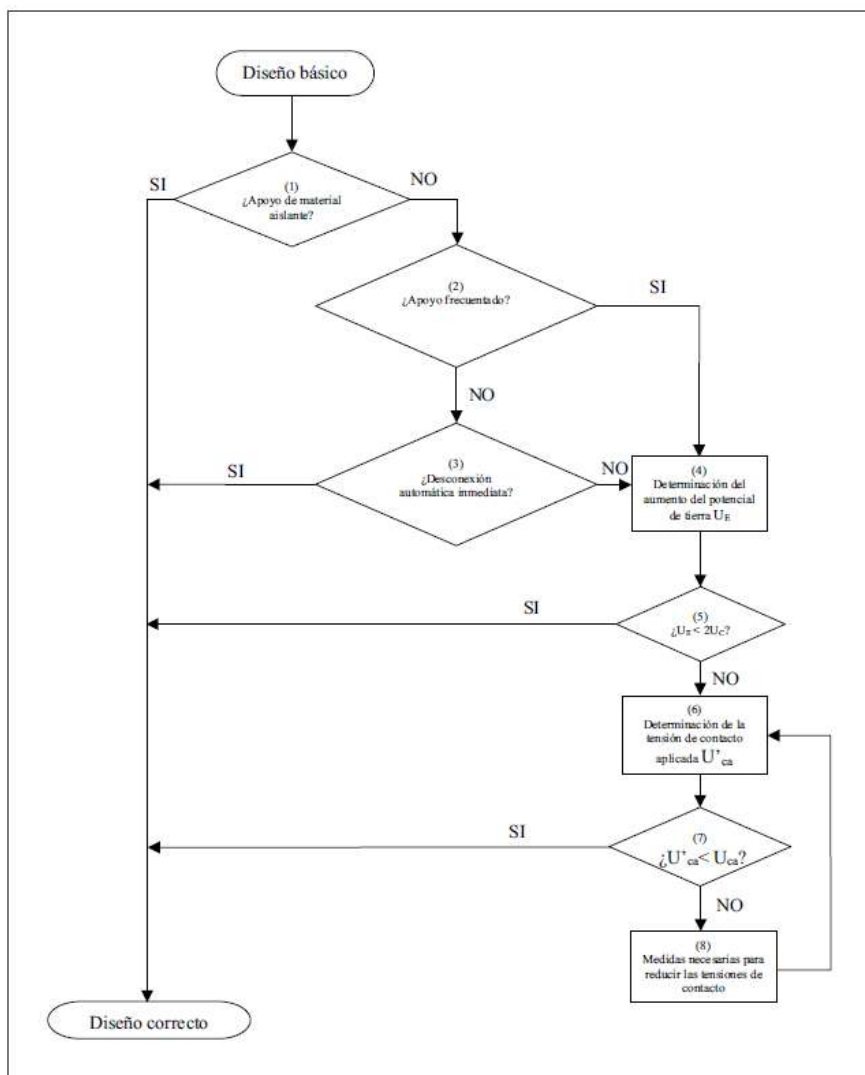 Diseño básico
SI
(1)
NO
¿Apoyo de material
aislante?
(2)
¿Apoyo frecuentado?
SI
NO
SI
(3)
¿Desconexión
automática inmediata?
NO
(4)
Determinación del
aumento del potencial
de tierra UE
SI
(5)
¿UE < 2UC?
NO
(6)
Determinación de la
tensión de contacto
aplicada U'ca
SI
(7)
¿U'ca< Uca?
NO
(8)
Medidas necesarias para
reducir las tensiones de
contacto
Diseño correcto